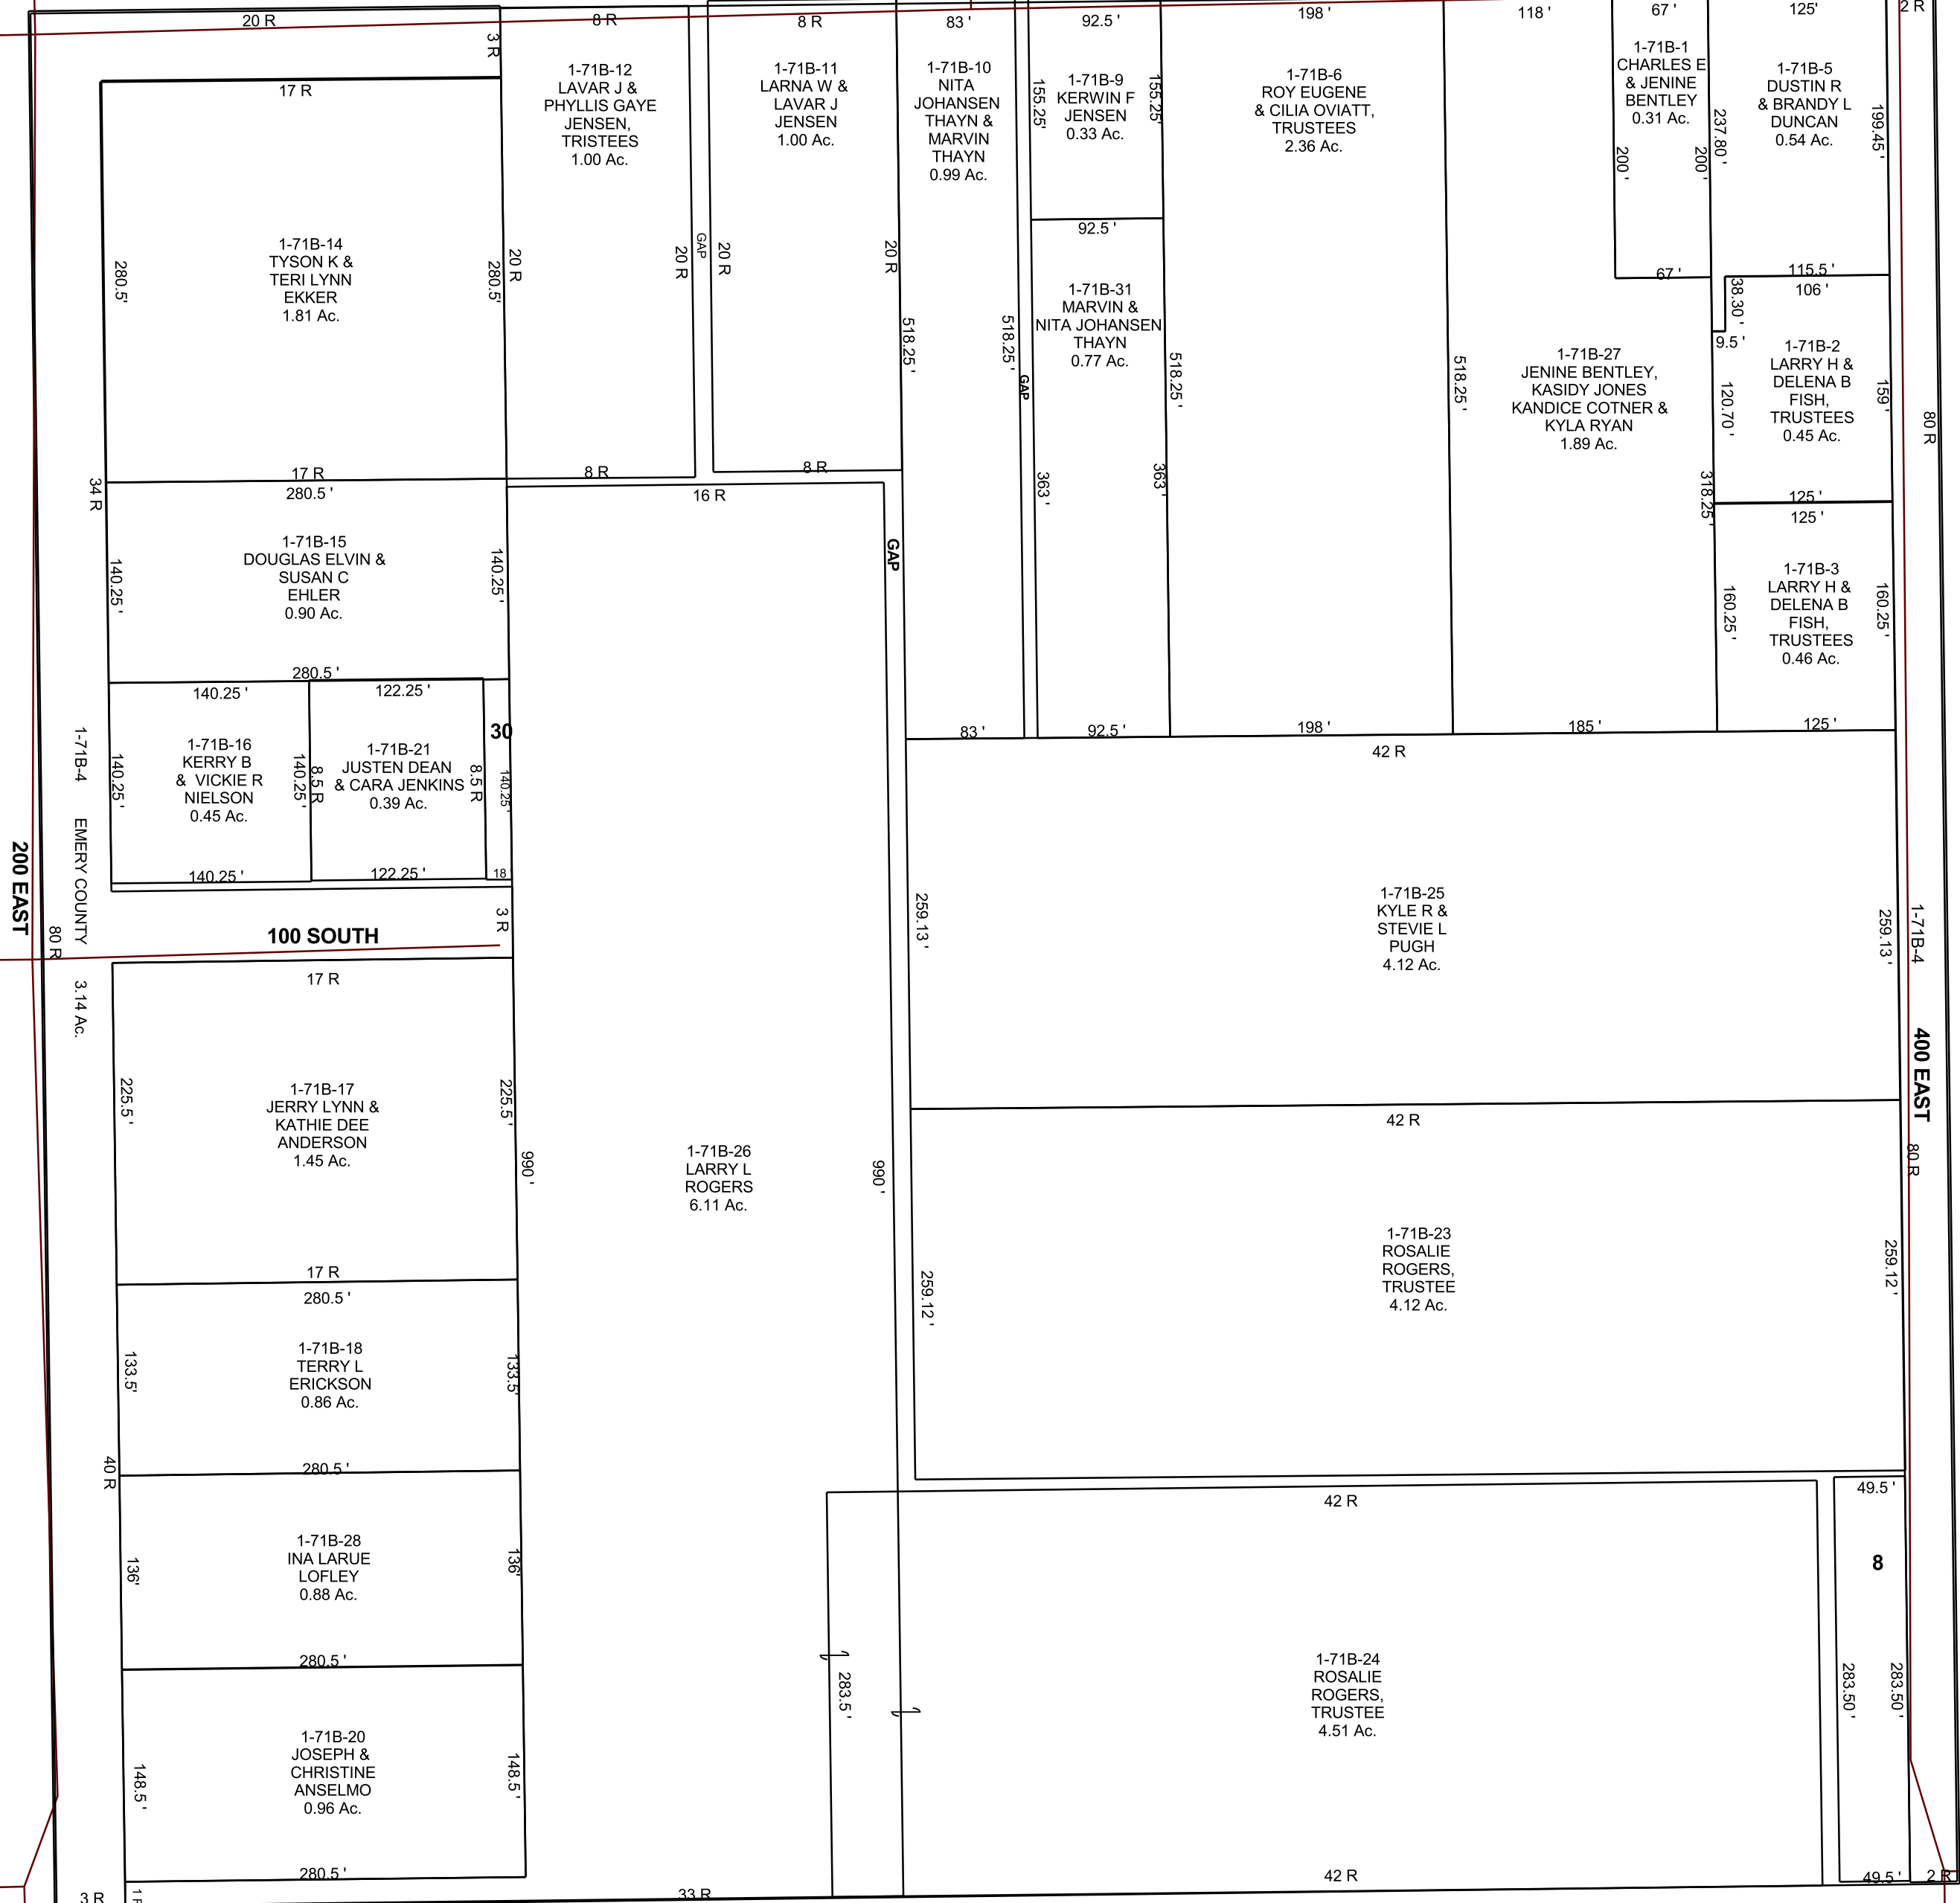 20 R
8 R
8 R
83 '
92.5 '
198 '
118 '
67 '
125'
2 R
3 R
17 R
1-71B-12
LAVAR J &
PHYLLIS GAYE
JENSEN,
TRISTEES
1.00 Ac.
1-71B-11
LARNA W &
LAVAR J
JENSEN
1.00 Ac.
1-71B-10
NITA
JOHANSEN
THAYN &
MARVIN
THAYN
0.99 Ac.
155.25'
1-71B-9
KERWIN F
JENSEN
0.33 Ac.
155.25'
1-71B-6
ROY EUGENE
& CILIA OVIATT,
TRUSTEES
2.36 Ac.
1-71B-1
CHARLES E
& JENINE
BENTLEY
0.31 Ac.
200 '
200 '
237.80 '
1-71B-5
DUSTIN R
& BRANDY L
DUNCAN
0.54 Ac.
199.45 '
280.5'
1-71B-14
TYSON K &
TERI LYNN
EKKER
1.81 Ac.
280.5'
20 R
20 R
GAP
20 R
20 R
518.25 '
518.25 '
GAP
92.5 '
1-71B-31
MARVIN &
NITA JOHANSEN
THAYN
0.77 Ac.
363 '
363 '
518.25 '
518.25 '
67 '
1-71B-27
JENINE BENTLEY,
KASIDY JONES
KANDICE COTNER &
KYLA RYAN
1.89 Ac.
115.5 '
106 '
38.30 '
9.5 '
120.70 '
1-71B-2
LARRY H &
DELENA B
FISH,
TRUSTEES
0.45 Ac.
159 '
80 R
318.25 '
125 '
125 '
17 R
280.5 '
34 R
8 R
8 R
16 R
GAP
140.25 '
1-71B-15
DOUGLAS ELVIN &
SUSAN C
EHLER
0.90 Ac.
140.25 '
160.25 '
1-71B-3
LARRY H &
DELENA B
FISH,
TRUSTEES
0.46 Ac.
160.25 '
280.5 '
140.25 '
122.25 '
30
140.25 '
1-71B-16
KERRY B
& VICKIE R
NIELSON
0.45 Ac.
140.25 '
8.5 R
1-71B-21
JUSTEN DEAN
& CARA JENKINS
0.39 Ac.
8.5 R
140.25 '
140.25 '
122.25 '
18
83 '
92.5 '
198 '
185 '
125 '
42 R
200 EAST
80 R
1-71B-4 EMERY COUNTY 3.14 Ac.
100 SOUTH
3 R
17 R
259.13 '
1-71B-25
KYLE R &
STEVIE L
PUGH
4.12 Ac.
259.13 '
1-71B-4
400 EAST
80 R
225.5 '
1-71B-17
JERRY LYNN &
KATHIE DEE
ANDERSON
1.45 Ac.
225.5 '
990 '
1-71B-26
LARRY L
ROGERS
6.11 Ac.
990 '
42 R
259.12 '
1-71B-23
ROSALIE
ROGERS,
TRUSTEE
4.12 Ac.
259.12 '
17 R
280.5 '
133.5'
1-71B-18
TERRY L
ERICKSON
0.86 Ac.
133.5'
280.5 '
40 R
42 R
49.5 '
8
136'
1-71B-28
INA LARUE
LOFLEY
0.88 Ac.
136'
280.5 '
283.5 '
1-71B-24
ROSALIE
ROGERS,
TRUSTEE
4.51 Ac.
283.50 '
283.50 '
148.5 '
1-71B-20
JOSEPH &
CHRISTINE
ANSELMO
0.96 Ac.
148.5 '
280.5 '
42 R
49.5 '
2 R
3 R
33 R